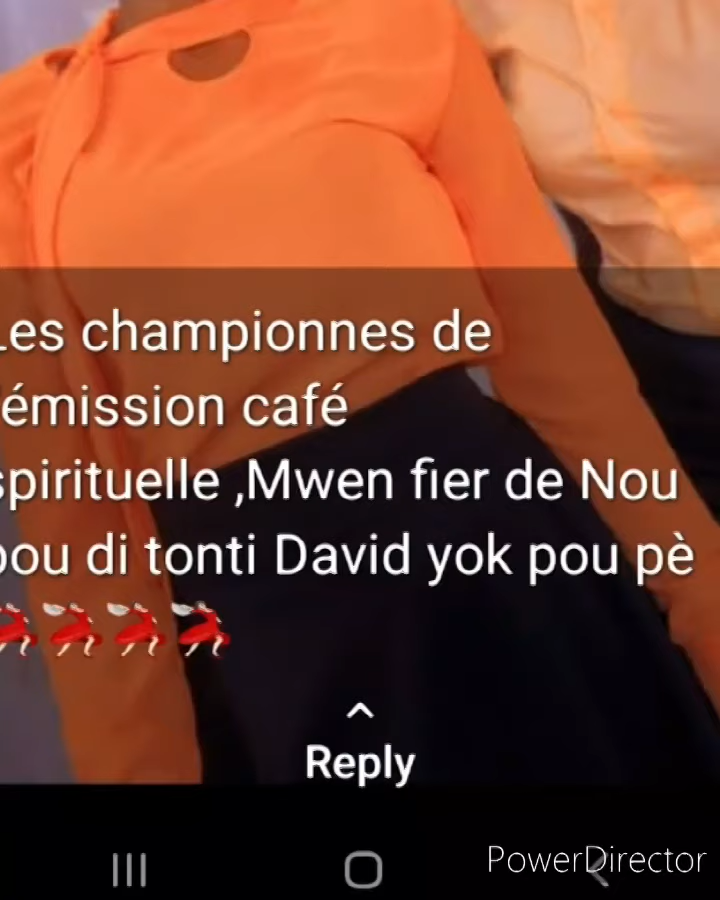 Les championnes de
émission café
spirituelle ,Mwen fier de Nou
pou di tonti David yok pou pè
Reply
PowerDirector